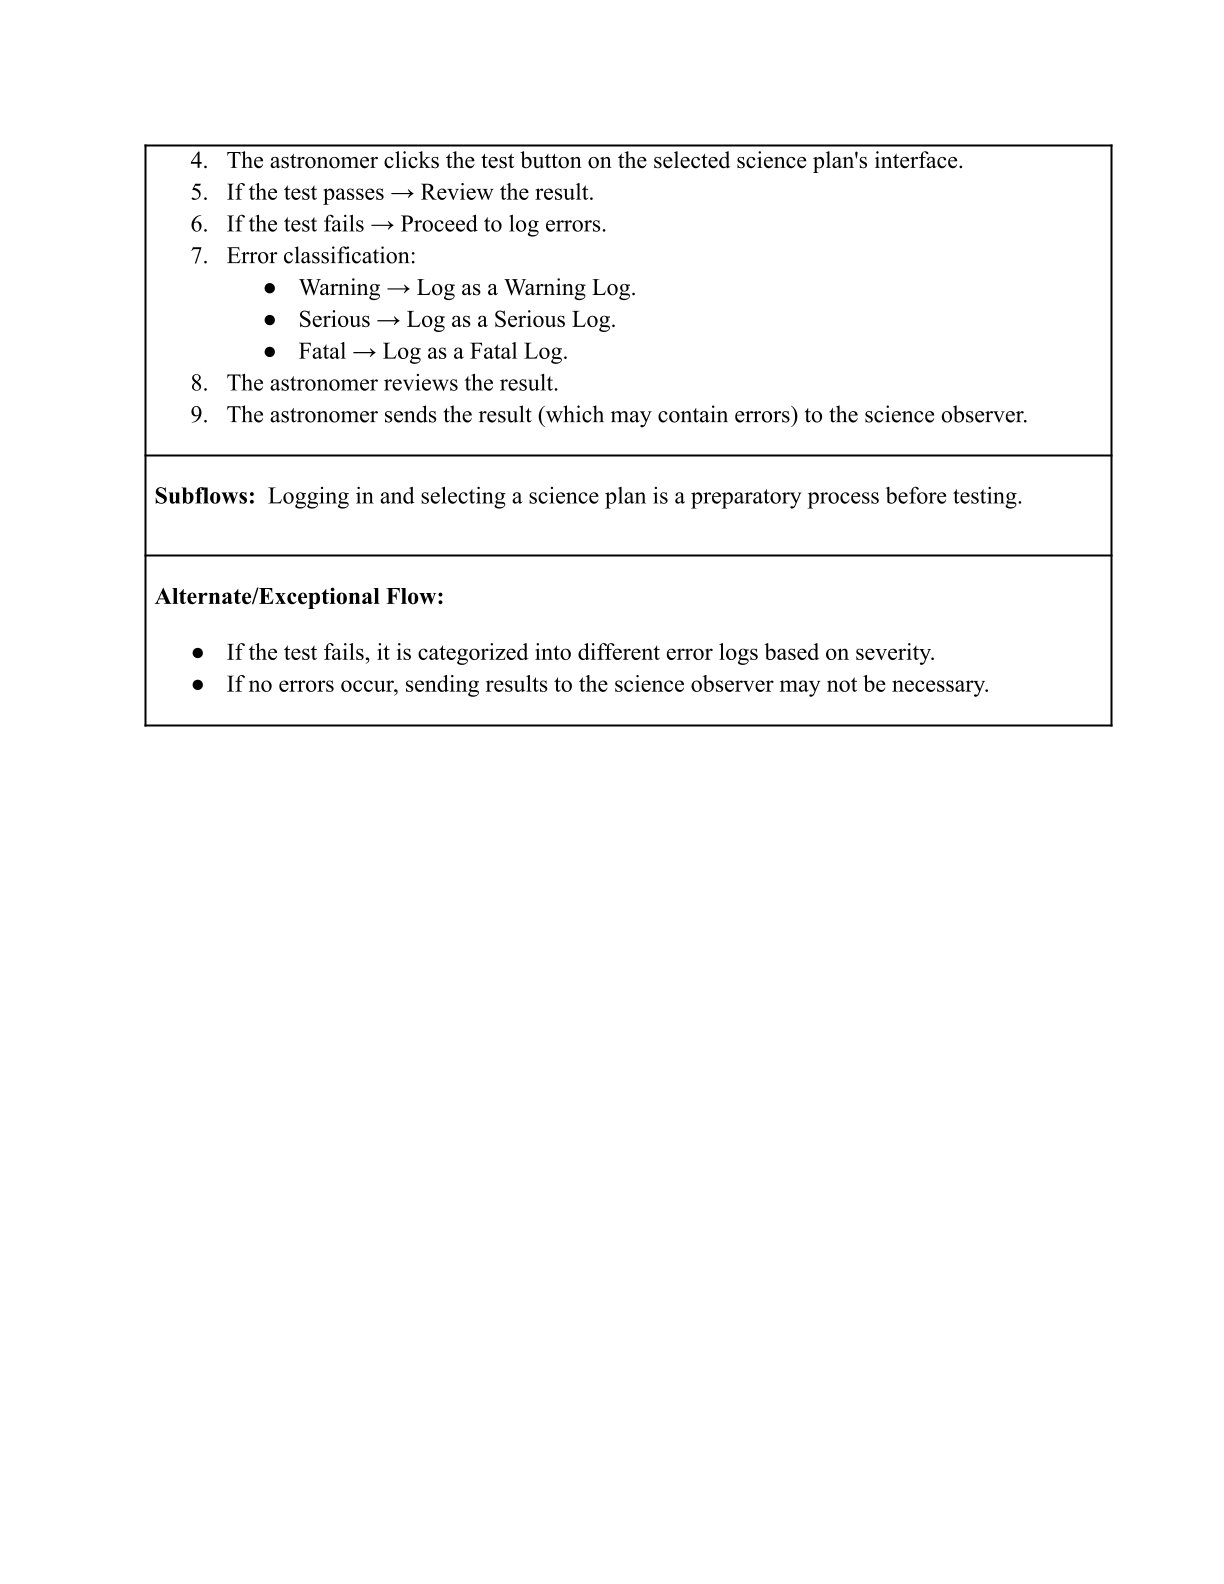 4. The astronomer clicks the test button on the selected science plan's interface.
5. If the test passes → Review the result.
6. If the test fails → Proceed to log errors.
7. Error classification:
● Warning → Log as a Warning Log.
● Serious → Log as a Serious Log.
● Fatal → Log as a Fatal Log.
8. The astronomer reviews the result.
9. The astronomer sends the result (which may contain errors) to the science observer.
Subflows: Logging in and selecting a science plan is a preparatory process before testing.
Alternate/Exceptional Flow:
● If the test fails, it is categorized into different error logs based on severity.
● If no errors occur, sending results to the science observer may not be necessary.